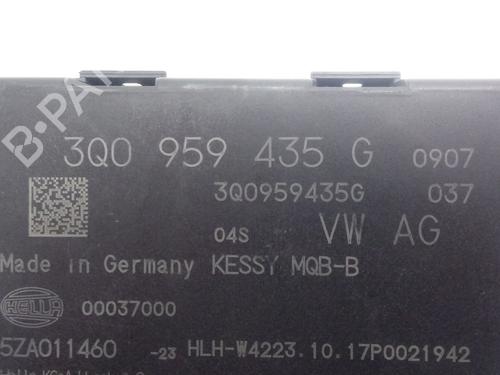 3Q0 959 435 G 0907
3Q0959435G 037
04S VW AG
Made in Germany KESSY MQB-B
HELLA 00037000
5ZA011460 -23 HLH-W4223.10.17P0021942